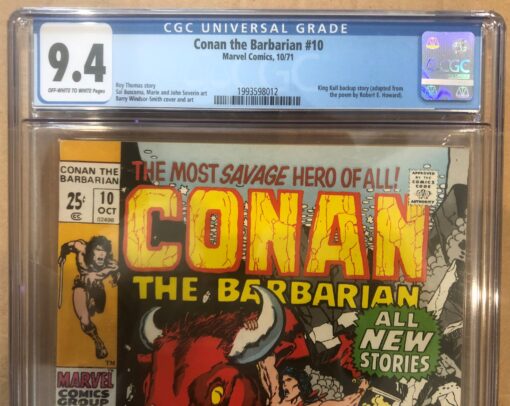 CGC UNIVERSAL GRADE
9.4
OFF-WHITE TO WHITE Pages
Conan the Barbarian #10
Marvel Comics, 10/71
Roy Thomas story
Sal Buscema, Marie and John Severin art
Barry Windsor-Smith cover and art
1993598012
King Kull backup story (adapted from
the poem by Robert E. Howard).
CGC
CONAN THE
BARBARIAN
25¢
10
OCT
02498
CC
THE MOST SAVAGE HERO OF ALL!
APPROVED
BY THE
COMICS
CODE
AUTHORITY
CONAN
THE BARBARIAN
TM
ALL
NEW
STORIES
MARVEL
COMICS
GROUP